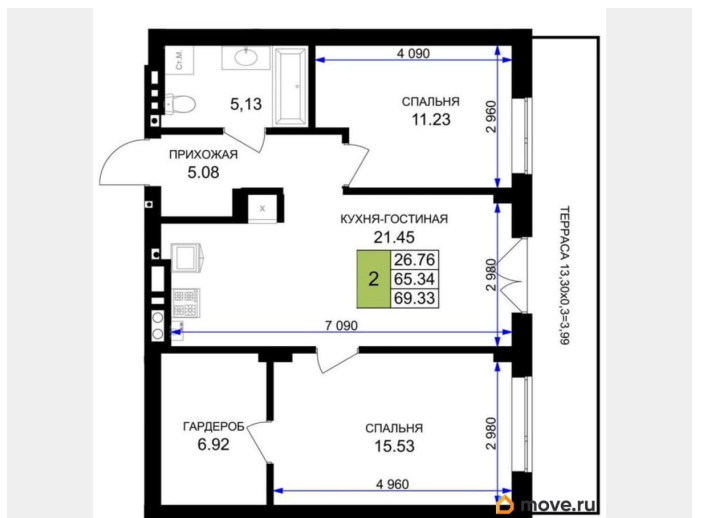 4 090
Ст.М.
5,13
СПАЛЬНЯ
11.23
2 960
ПРИХОЖАЯ
5.08
X
КУХНЯ-ГОСТИНАЯ
21.45
2
26.76
65.34
69.33
2 980
ТЕРРАСА 13,30х0,3=3,99
7 090
ГАРДЕРОБ
6.92
СПАЛЬНЯ
15.53
2 980
4 960
move.ru